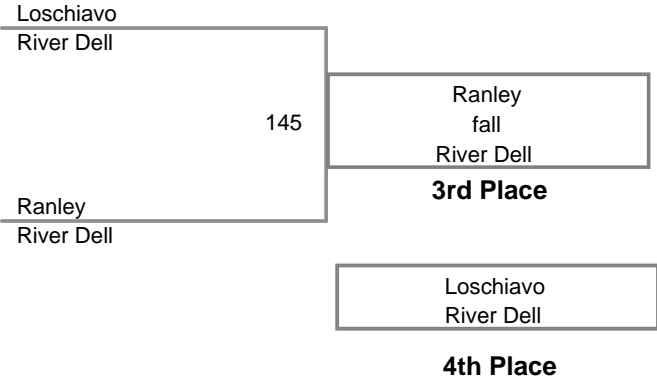 Loschiavo
River Dell
145
Ranley
fall
River Dell
3rd Place
Ranley
River Dell
Loschiavo
River Dell
4th Place